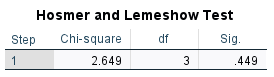 Hosmer and Lemeshow Test
Step Chi-square df Sig.
1 2.649 3 .449